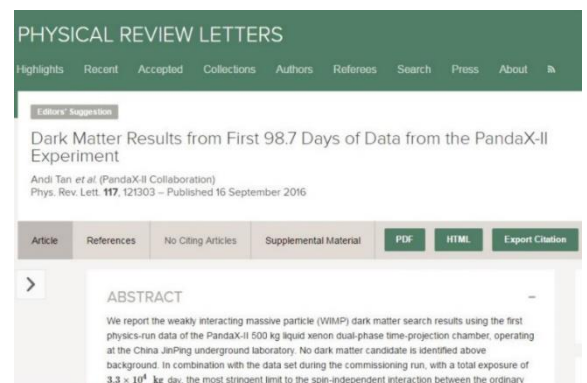 PHYSICAL REVIEW LETTERS
Highlights Recent Accepted Collections Authors Referees Search Press About
Editors' Suggestion
Dark Matter Results from First 98.7 Days of Data from the PandaX-II
Experiment
Andi Tan et al. (PandaX-II Collaboration)
Phys. Rev. Lett. 117, 121303 – Published 16 September 2016
Article References No Citing Articles Supplemental Material PDF HTML Export Citation
ABSTRACT
We report the weakly interacting massive particle (WIMP) dark matter search results using the first
physics-run data of the PandaX-II 500 kg liquid xenon dual-phase time-projection chamber, operating
at the China JinPing underground laboratory. No dark matter candidate is identified above
background. In combination with the data set during the commissioning run, with a total exposure of
3.3 × 10⁴ kg day, the most stringent limit to the spin-independent interaction between the ordinary